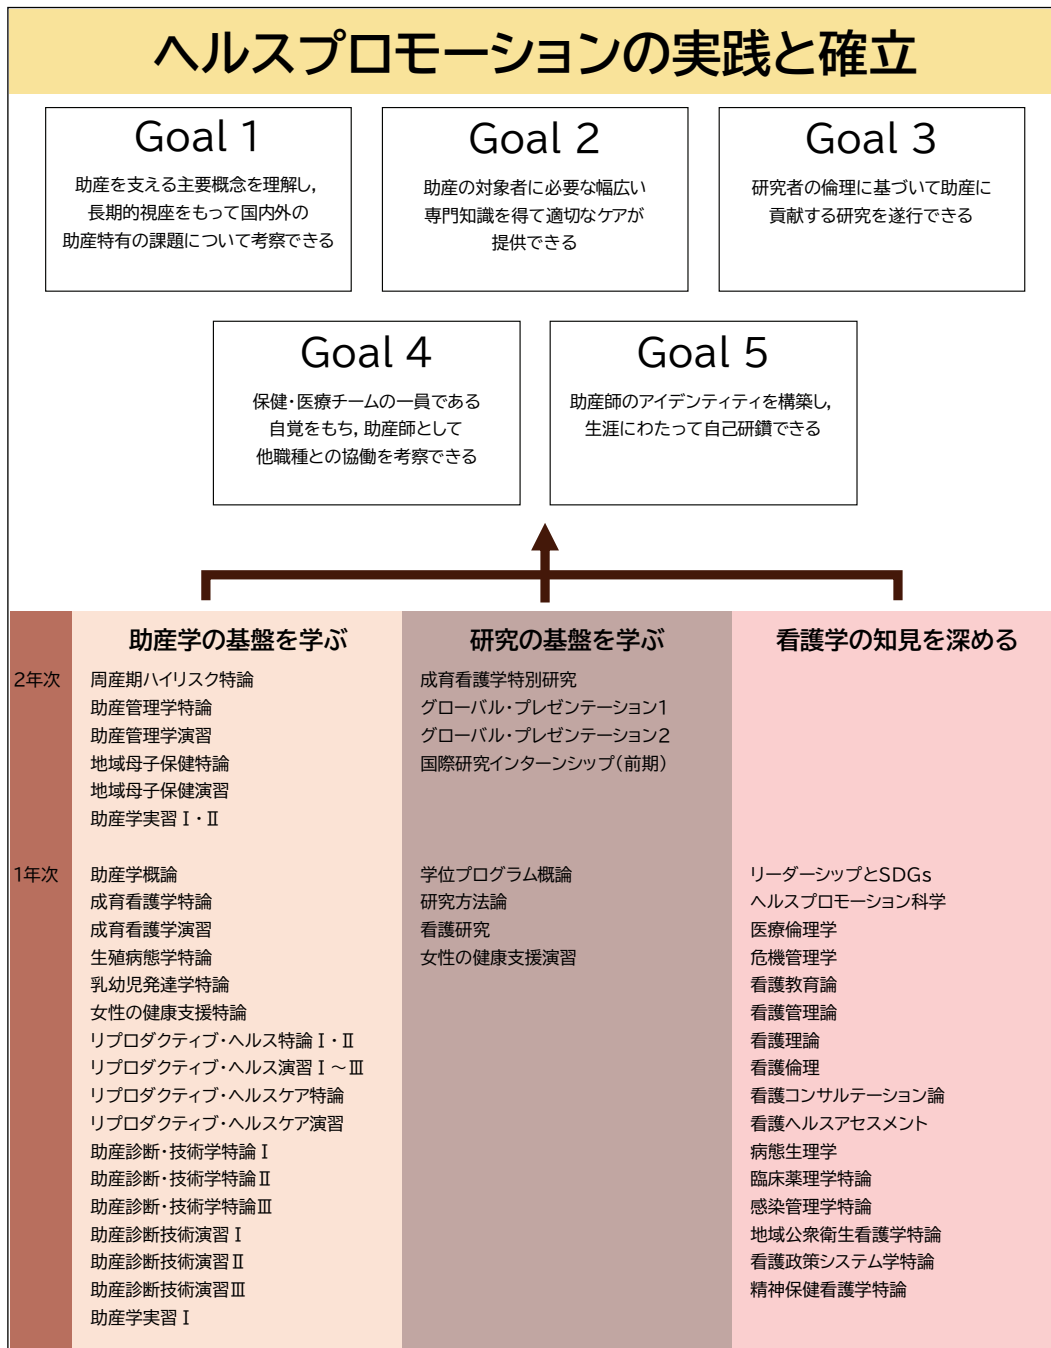 ヘルスプロモーションの実践と確立
Goal 1
助産を支える主要概念を理解し,
長期的視座をもって国内外の
助産特有の課題について考察できる
Goal 2
助産の対象者に必要な幅広い
専門知識を得て適切なケアが
提供できる
Goal 3
研究者の倫理に基づいて助産に
貢献する研究を遂行できる
Goal 4
保健・医療チームの一員である
自覚をもち, 助産師として
他職種との協働を考察できる
Goal 5
助産師のアイデンティティを構築し,
生涯にわたって自己研鑽できる
助産学の基盤を学ぶ
研究の基盤を学ぶ
看護学の知見を深める
2年次
周産期ハイリスク特論
助産管理学特論
助産管理学演習
地域母子保健特論
地域母子保健演習
助産学実習Ⅰ・Ⅱ
成育看護学特別研究
グローバル・プレゼンテーション1
グローバル・プレゼンテーション2
国際研究インターンシップ(前期)
1年次
助産学概論
成育看護学特論
成育看護学演習
生殖病態学特論
乳幼児発達学特論
女性の健康支援特論
リプロダクティブ・ヘルス特論Ⅰ・Ⅱ
リプロダクティブ・ヘルス演習Ⅰ～Ⅲ
リプロダクティブ・ヘルスケア特論
リプロダクティブ・ヘルスケア演習
助産診断・技術学特論Ⅰ
助産診断・技術学特論Ⅱ
助産診断・技術学特論Ⅲ
助産診断技術演習Ⅰ
助産診断技術演習Ⅱ
助産診断技術演習Ⅲ
助産学実習Ⅰ
学位プログラム概論
研究方法論
看護研究
女性の健康支援演習
リーダーシップとSDGs
ヘルスプロモーション科学
医療倫理学
危機管理学
看護教育論
看護管理論
看護理論
看護倫理
看護コンサルテーション論
看護ヘルスアセスメント
病態生理学
臨床薬理学特論
感染管理学特論
地域公衆衛生看護学特論
看護政策システム学特論
精神保健看護学特論